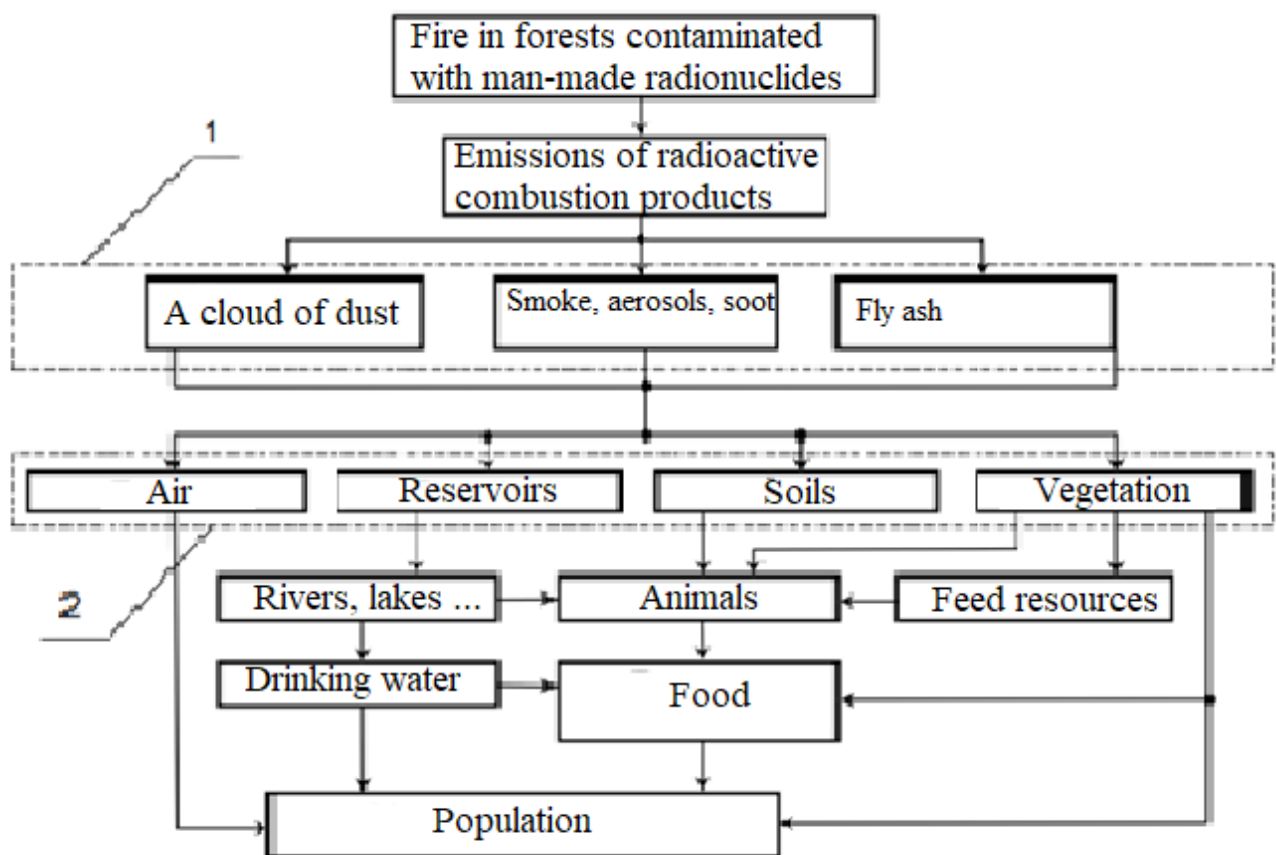 Fire in forests contaminated
with man-made radionuclides
1
Emissions of radioactive
combustion products
A cloud of dust
Smoke, aerosols, soot
Fly ash
Air
Reservoirs
Soils
Vegetation
2
Rivers, lakes ...
Animals
Feed resources
Drinking water
Food
Population